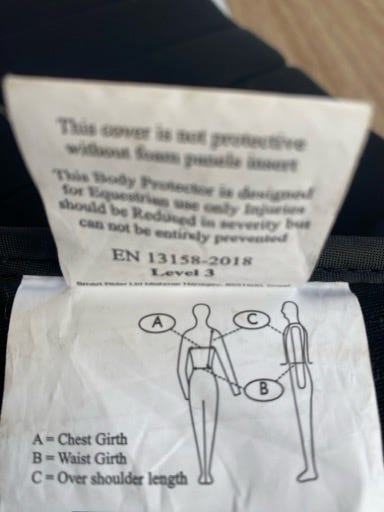 This cover is not protective
without foam panels insert
This Body Protector is designed
for Equestrian use only Injuries
should be Reduced in severity but
can not be entirely prevented
EN 13158-2018
Level 3
A
C
B
A = Chest Girth
B = Waist Girth
C = Over shoulder length